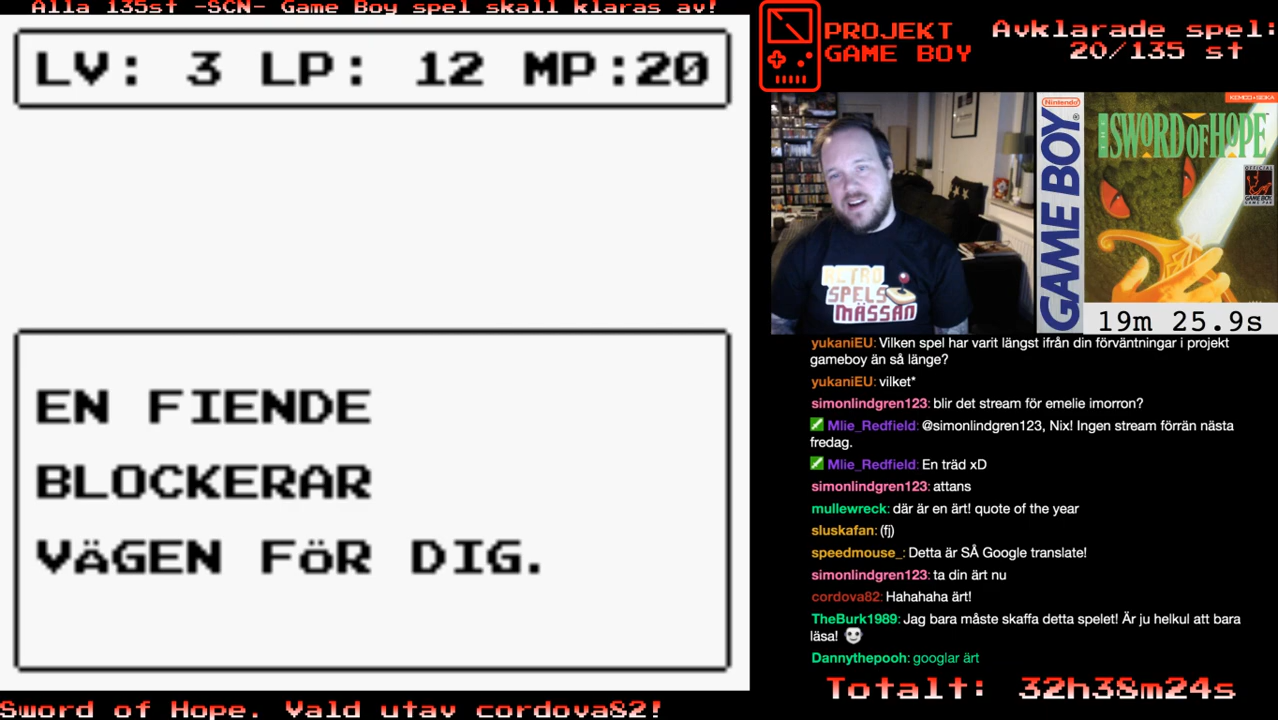 Alla 135st -SCN- Game Boy spel skall klaras av!
LV: 3 LP: 12 MP:20
EN FIENDE
BLOCKERAR
VÄGEN FÖR DIG.
Sword of Hope. Vald utav cordova82!
PROJEKT
GAME BOY
Avklarade spel:
20/135 st
RETRO
SPELS
MÄSSAN
Nintendo
GAME BOY
KEMCO
THE
SWORD OF HOPE
19m 25.9s
yukaniEU: Vilken spel har varit längst ifrån din förväntningar i projekt
gameboy än så länge?
yukaniEU: vilket*
simonlindgren123: blir det stream för emelie imorron?
Mlie_Redfield: @simonlindgren123, Nix! Ingen stream förrän nästa
fredag.
Mlie_Redfield: En träd xD
simonlindgren123: attans
mullewreck: där är en ärt! quote of the year
sluskafan: (fj)
speedmouse_: Detta är SÅ Google translate!
simonlindgren123: ta din ärt nu
cordova82: Hahahaha ärt!
TheBurk1989: Jag bara måste skaffa detta spelet! Är ju helkul att bara
läsa!
Dannythepooh: googlar ärt
Totalt: 32h38m24s